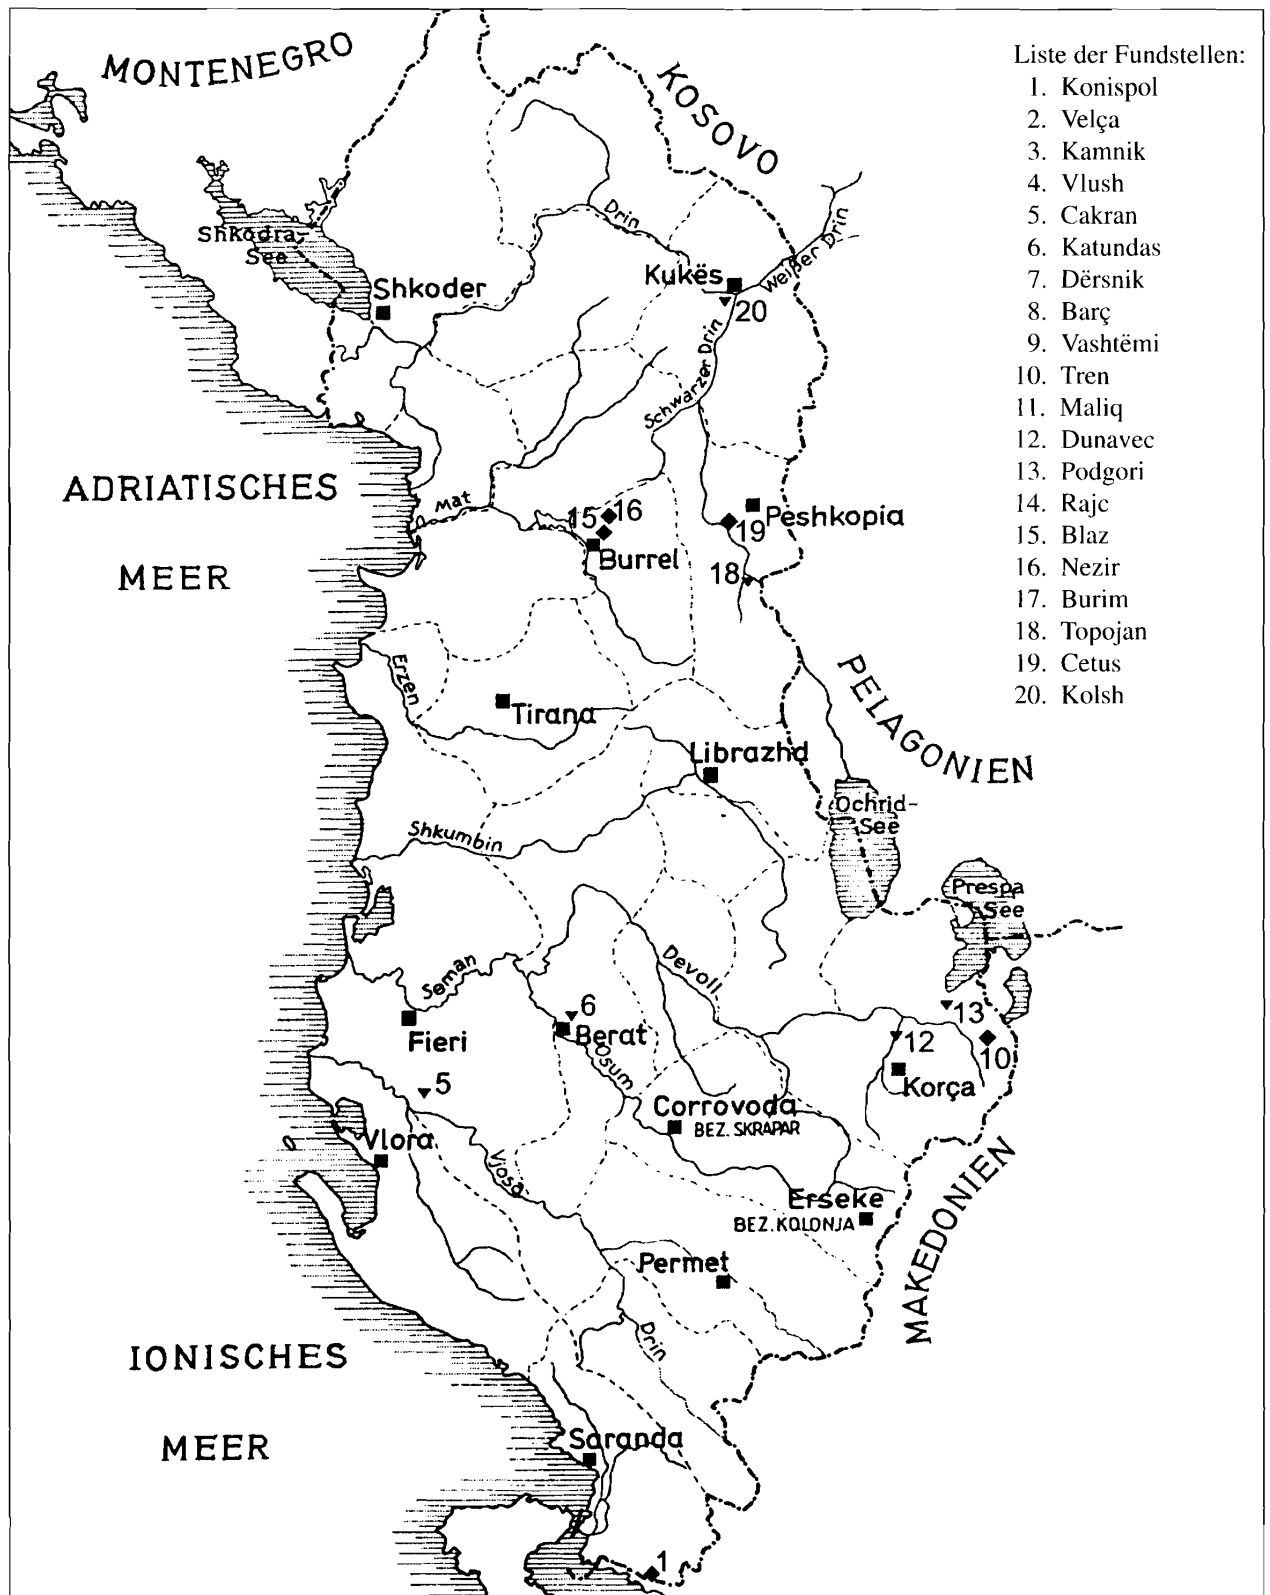 MONTENEGRO
KOSOVO
Liste der Fundstellen:
1. Konispol
2. Velça
3. Kamnik
4. Vlush
5. Cakran
6. Katundas
7. Dërsnik
8. Barç
9. Vashtëmi
10. Tren
11. Maliq
12. Dunavec
13. Podgori
14. Rajc
15. Blaz
16. Nezir
17. Burim
18. Topojan
19. Cetus
20. Kolsh
Drin
Weißer Drin
Shkodra-
See
Kukës
Shkoder
20
Schwarzer Drin
ADRIATISCHES
MEER
Mat
15
16
Burrel
Peshkopia
19
18
PELAGONIEN
Erzen
Tirana
Librazhd
Ochrid-
See
Shkumbin
Prespa
See
Seman
Devoll
Fieri
6
Berat
Osum
13
12
10
Korça
5
Corrovoda
BEZ. SKRAPAR
Vlora
Vjosa
Erseke
BEZ. KOLONJA
MAKEDONIEN
Permet
Drin
IONISCHES
MEER
Saranda
1